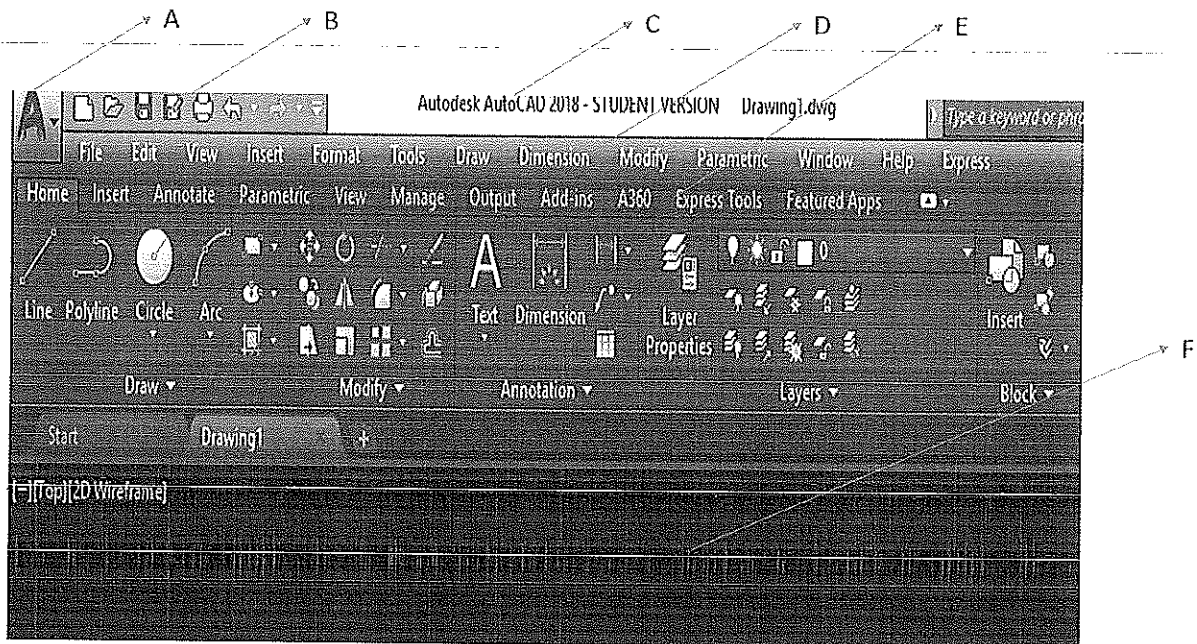 A B C D E
A
Autodesk AutoCAD 2018 - STUDENT VERSION Drawing1.dwg
Type a keyword or phra
File Edit View Insert Format Tools Draw Dimension Modify Parametric Window Help Express
Home Insert Annotate Parametric View Manage Output Add-ins A360 Express Tools Featured Apps
A
0
Line Polyline Circle Arc Text Dimension Layer Properties Insert
F
Draw Modify Annotation Layers Block
Start Drawing1 +
[-][Top][2D Wireframe]